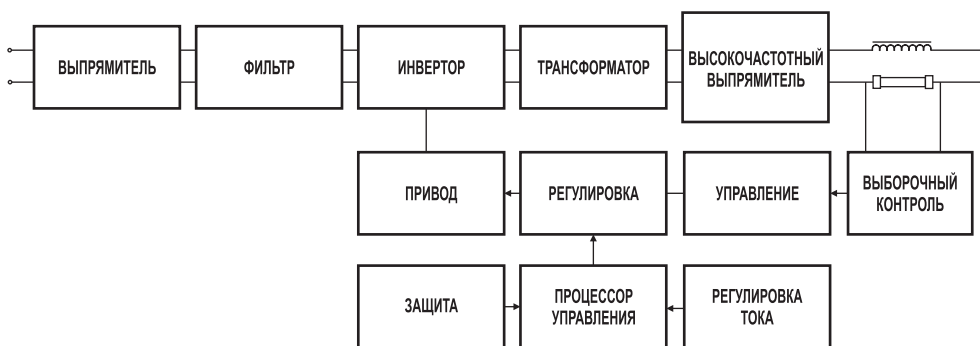 ВЫПРЯМИТЕЛЬ
ФИЛЬТР
ИНВЕРТОР
ТРАНСФОРМАТОР
ВЫСОКОЧАСТОТНЫЙ
ВЫПРЯМИТЕЛЬ
ПРИВОД
РЕГУЛИРОВКА
УПРАВЛЕНИЕ
ВЫБОРОЧНЫЙ
КОНТРОЛЬ
ЗАЩИТА
ПРОЦЕССОР
УПРАВЛЕНИЯ
РЕГУЛИРОВКА
ТОКА